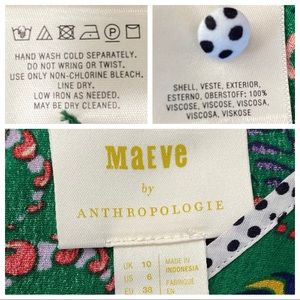 HAND WASH COLD SEPARATELY.
DO NOT WRING OR TWIST.
USE ONLY NON-CHLORINE BLEACH.
LINE DRY.
LOW IRON AS NEEDED.
MAY BE DRY CLEANED.
SHELL, VESTE, EXTERIOR,
ESTERNO, OBERSTOFF: 100%
VISCOSE, VISCOSE, VISCOSA,
VISCOSA, VISKOSE
MAEVE
by
ANTHROPOLOGIE
UK 10
US 6
EU 38
MADE IN
INDONESIA
FABRIQUÉ
EN